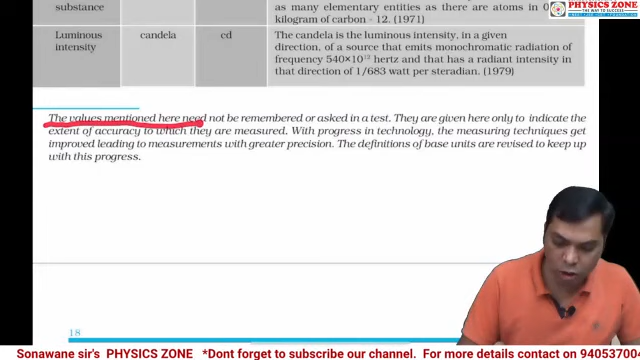 PHYSICS ZONE
THE WAY TO SUCCESS
substance
as many elementary entities as there are atoms in 0
kilogram of carbon - 12. (1971)
Luminous
intensity
candela
cd
The candela is the luminous intensity, in a given
direction, of a source that emits monochromatic radiation of
frequency 540×10¹² hertz and that has a radiant intensity in
that direction of 1/683 watt per steradian. (1979)
The values mentioned here need not be remembered or asked in a test. They are given here only to indicate the
extent of accuracy to which they are measured. With progress in technology, the measuring techniques get
improved leading to measurements with greater precision. The definitions of base units are revised to keep up
with this progress.
18
Sonawane sir's PHYSICS ZONE *Dont forget to subscribe our channel. For more details contact on 94053700